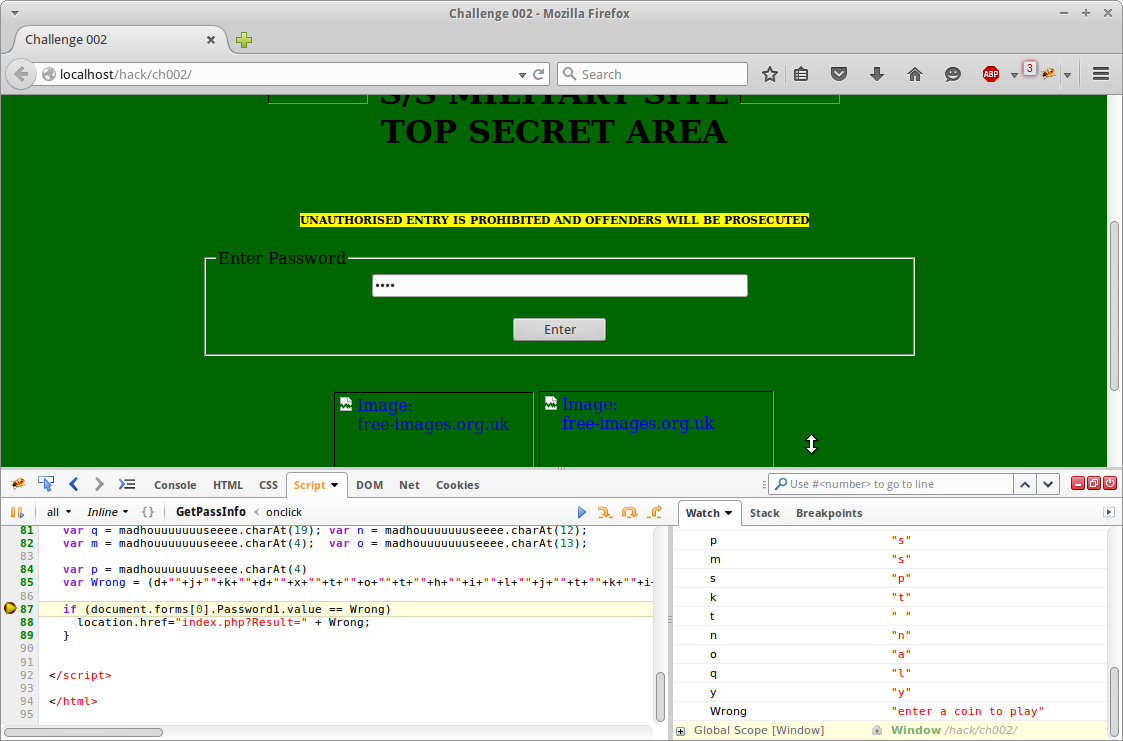 Challenge 002 - Mozilla Firefox
Challenge 002
localhost/hack/ch002/
Search
ABP
3
S/S MILITARY SITE
TOP SECRET AREA
UNAUTHORISED ENTRY IS PROHIBITED AND OFFENDERS WILL BE PROSECUTED
Enter Password
••••
Enter
Image:
free-images.org.uk
Image:
free-images.org.uk
Console HTML CSS Script DOM Net Cookies
Use #<number> to go to line
all Inline {} GetPassInfo onclick
Watch Stack Breakpoints
81 var q = madhouuuuuuuseeee.charAt(19); var n = madhouuuuuuuseeee.charAt(12);
82 var m = madhouuuuuuuseeee.charAt(4); var o = madhouuuuuuuseeee.charAt(13);
83
84 var p = madhouuuuuuuseeee.charAt(4)
85 var Wrong = (d+""+j+""+k+""+d+""+x+""+t+""+o+""+t+""+h+""+i+""+l+""+j+""+t+""+k+""+i+
86
87 if (document.forms[0].Password1.value == Wrong)
88 location.href="index.php?Result=" + Wrong;
89 }
90
91
92 </script>
93
94 </html>
95
p "s"
m "s"
s "p"
k "t"
t " "
n "n"
o "a"
q "l"
y "y"
Wrong "enter a coin to play"
Global Scope [Window] Window /hack/ch002/